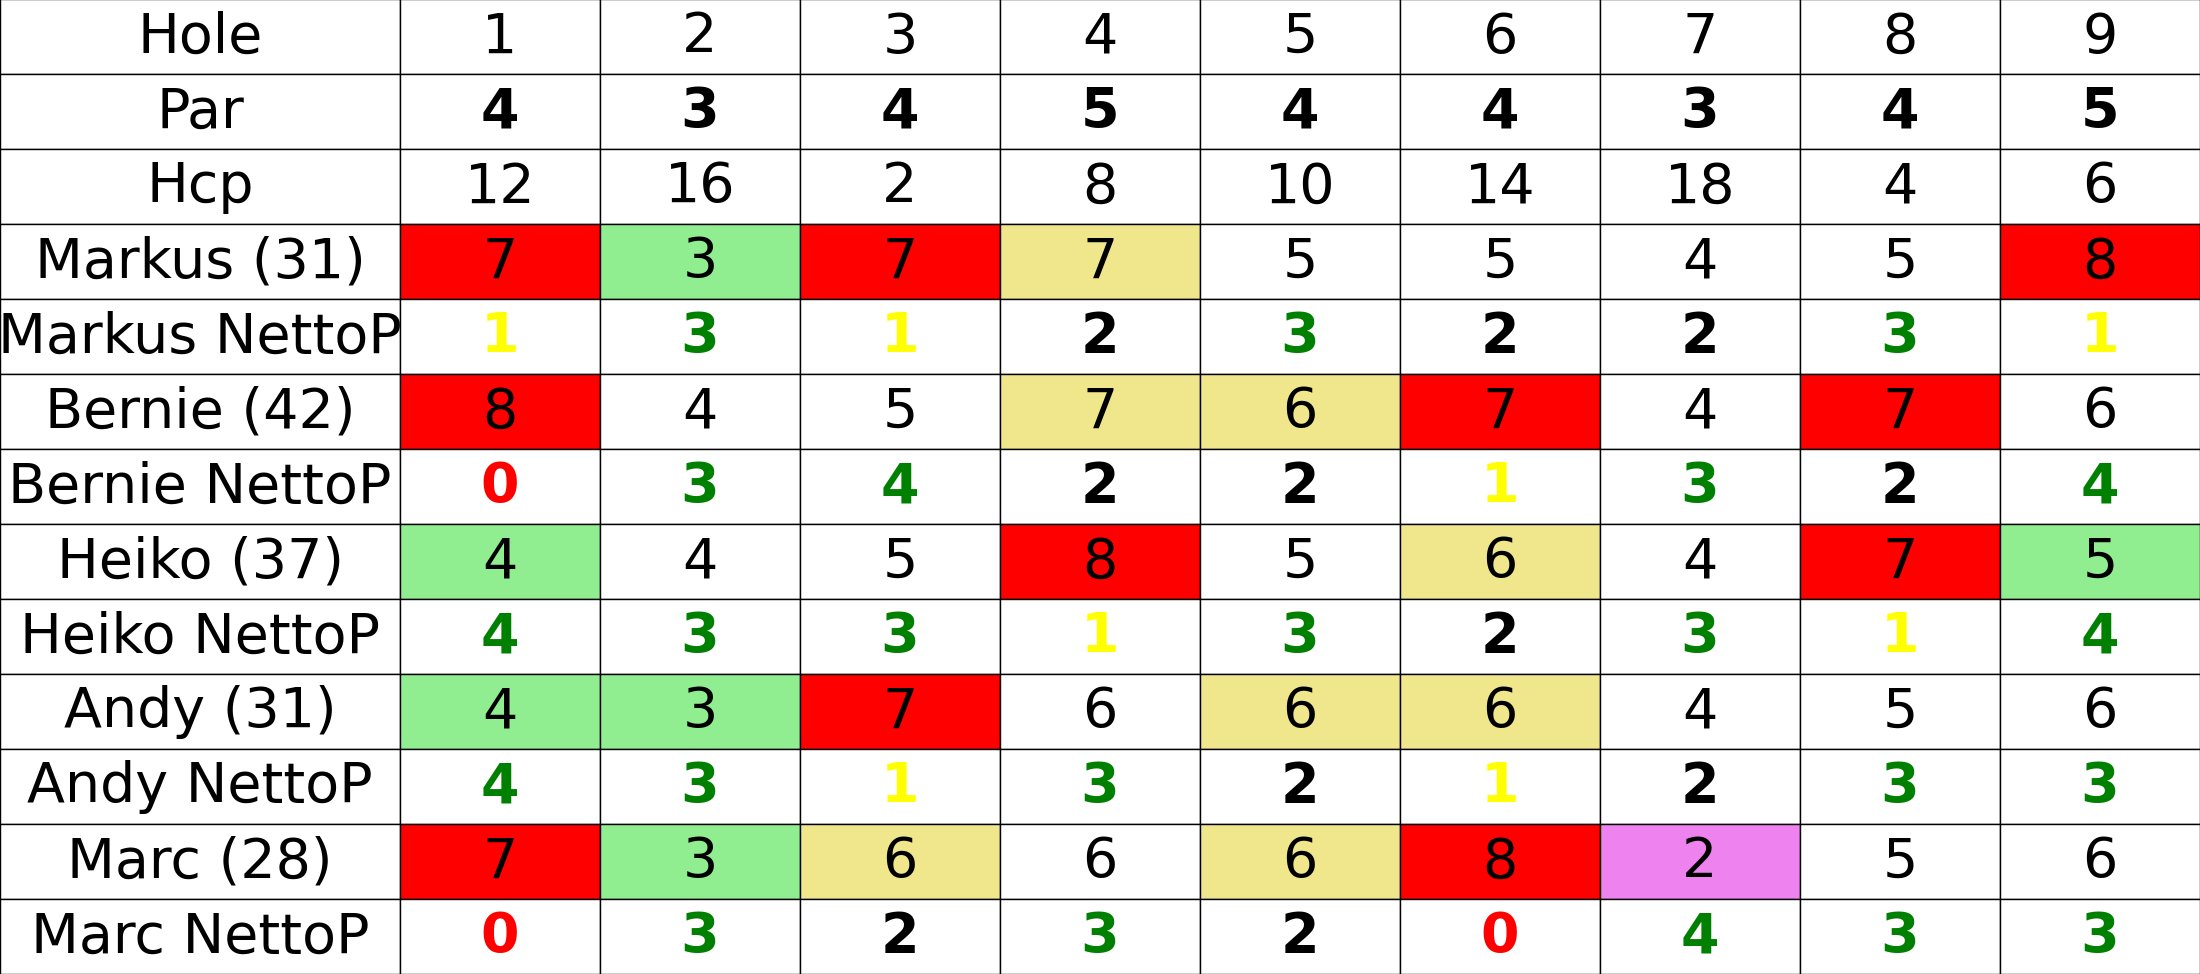 Hole 1 2 3 4 5 6 7 8 9
Par 4 3 4 5 4 4 3 4 5
Hcp 12 16 2 8 10 14 18 4 6
Markus (31) 7 3 7 7 5 5 4 5 8
Markus NettoP 1 3 1 2 3 2 2 3 1
Bernie (42) 8 4 5 7 6 7 4 7 6
Bernie NettoP 0 3 4 2 2 1 3 2 4
Heiko (37) 4 4 5 8 5 6 4 7 5
Heiko NettoP 4 3 3 1 3 2 3 1 4
Andy (31) 4 3 7 6 6 6 4 5 6
Andy NettoP 4 3 1 3 2 1 2 3 3
Marc (28) 7 3 6 6 6 8 2 5 6
Marc NettoP 0 3 2 3 2 0 4 3 3